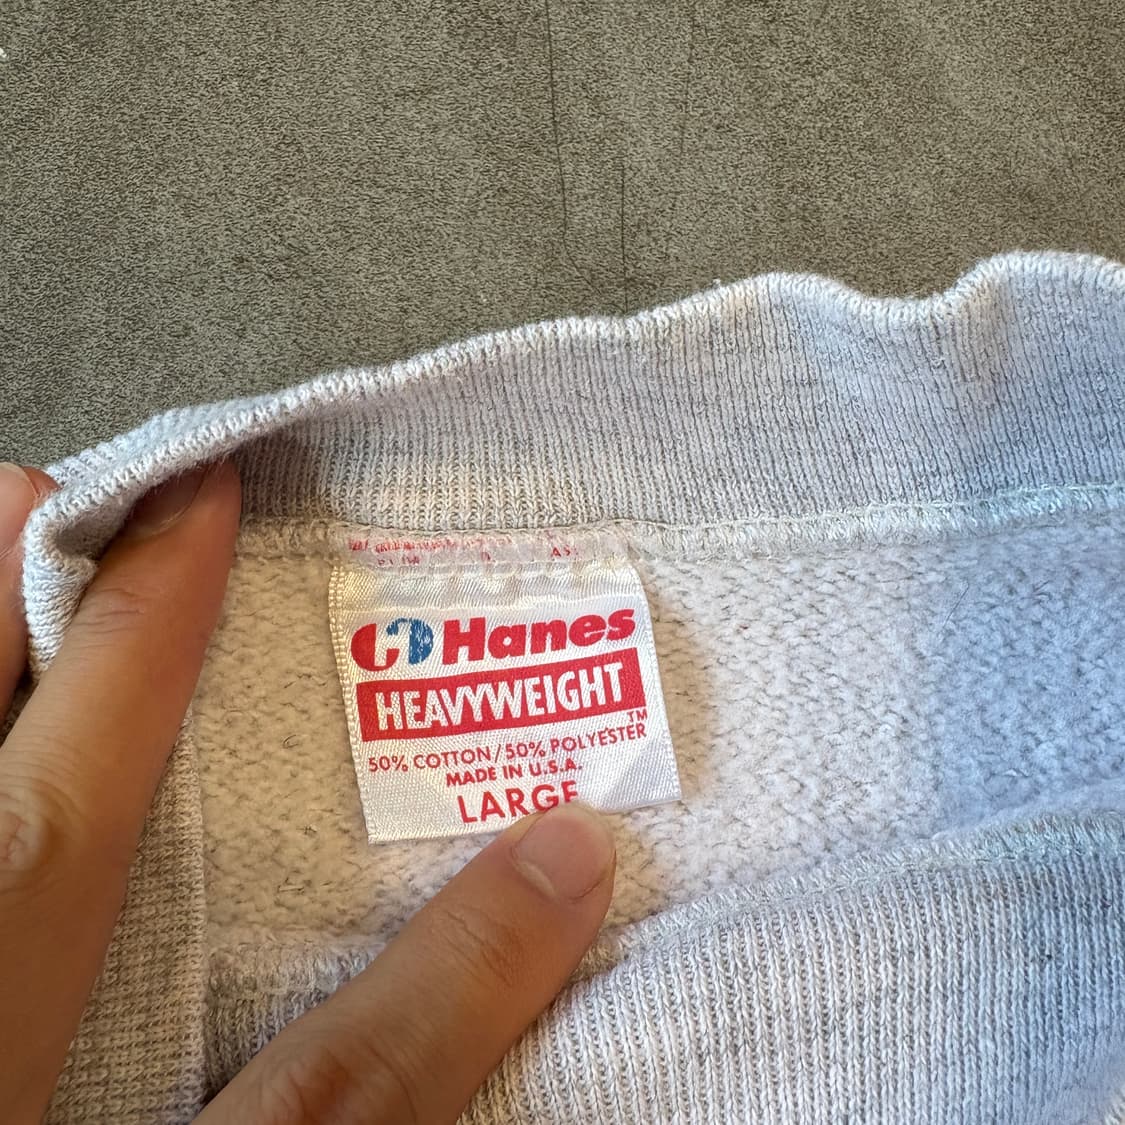 Hanes
HEAVYWEIGHT
TM
50% COTTON/50% POLYESTER
MADE IN U.S.A.
LARGE